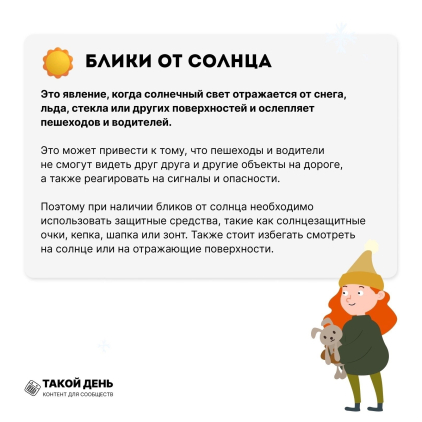 БЛИКИ ОТ СОЛНЦА
Это явление, когда солнечный свет отражается от снега,
льда, стекла или других поверхностей и ослепляет
пешеходов и водителей.
Это может привести к тому, что пешеходы и водители
не смогут видеть друг друга и другие объекты на дороге,
а также реагировать на сигналы и опасности.
Поэтому при наличии бликов от солнца необходимо
использовать защитные средства, такие как солнцезащитные
очки, кепка, шапка или зонт. Также стоит избегать смотреть
на солнце или на отражающие поверхности.
ТАКОЙ ДЕНЬ
КОНТЕНТ ДЛЯ СООБЩЕСТВ